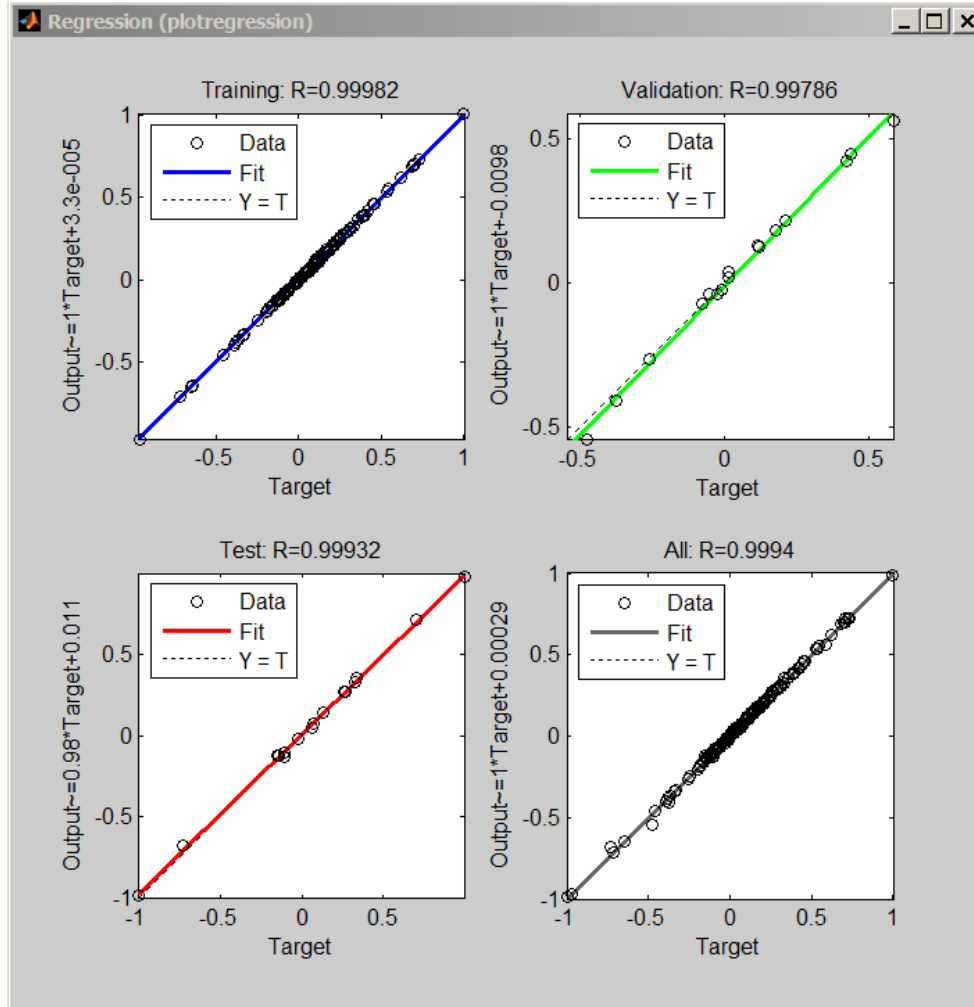 Regression (plotregression)
Training: R=0.99982
Output~=1*Target+3.3e-005
1
0.5
0
-0.5
Data
Fit
Y = T
-0.5
0
0.5
1
Target
Validation: R=0.99786
Output~=1*Target+-0.0098
0.5
0
-0.5
Data
Fit
Y = T
-0.5
0
0.5
Target
Test: R=0.99932
Output~=0.98*Target+0.011
0.5
0
-0.5
-1
Data
Fit
Y = T
-1
-0.5
0
0.5
Target
All: R=0.9994
Output~=1*Target+0.00029
1
0.5
0
-0.5
-1
Data
Fit
Y = T
-1
-0.5
0
0.5
1
Target